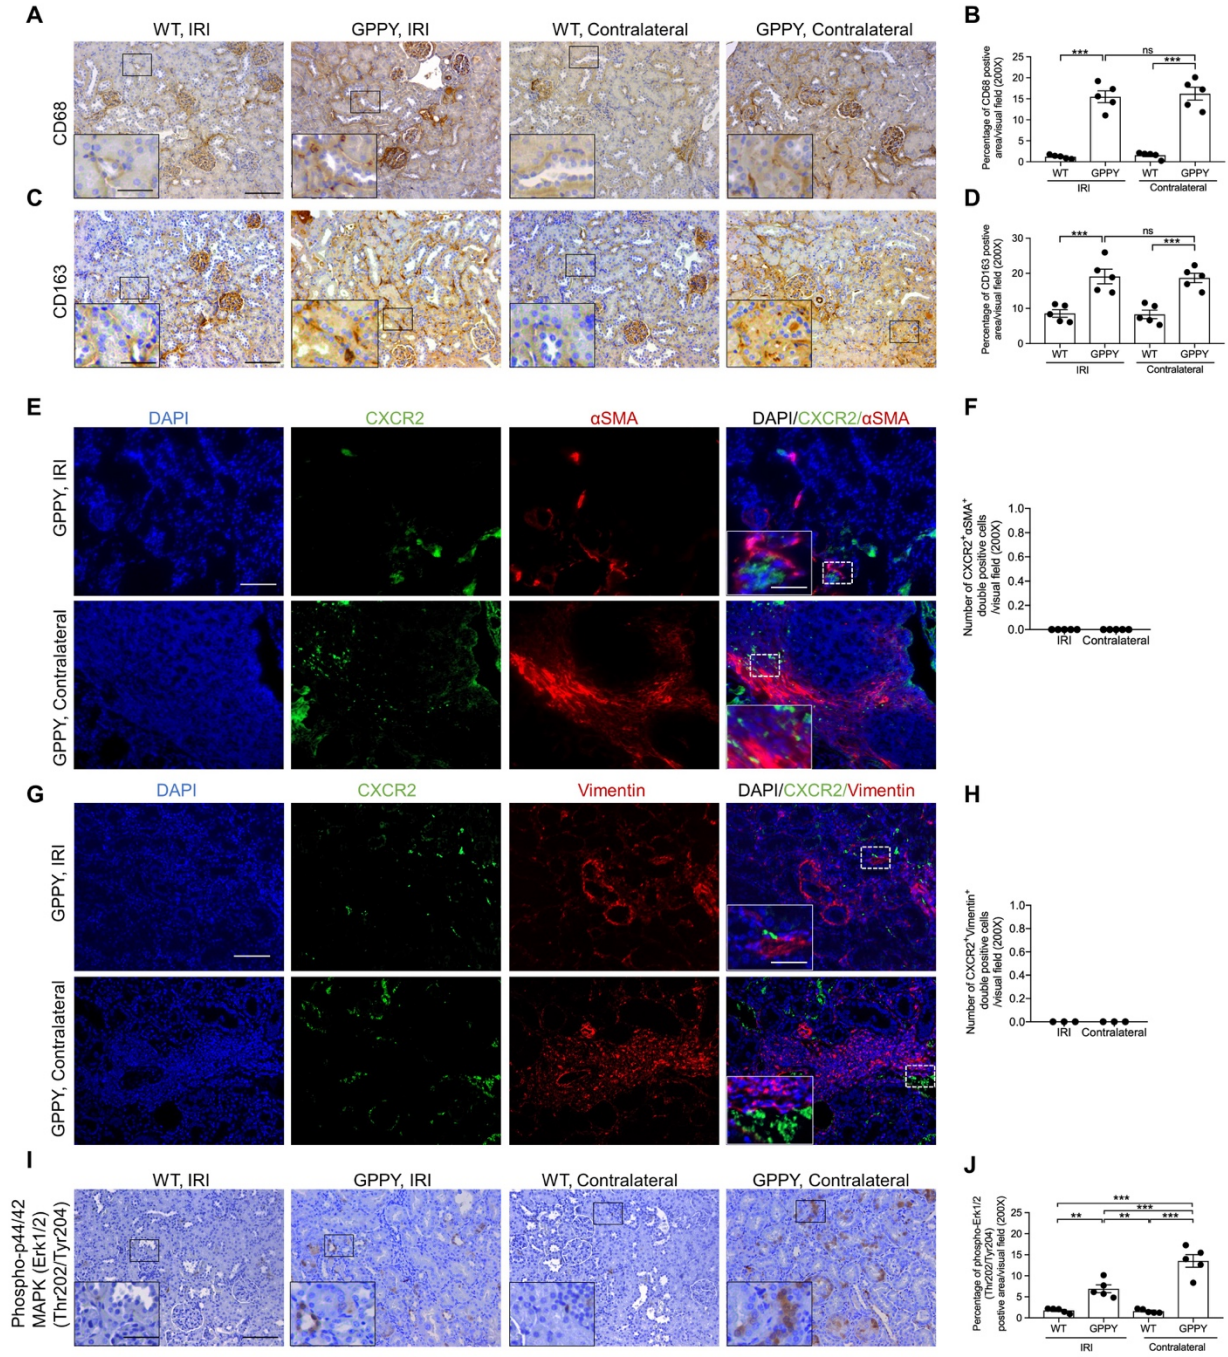 A
WT, IRI
GPPY, IRI
WT, Contralateral
GPPY, Contralateral
CD68
B
Percentage of CD68 postive
area/visual field (200X)
25
20
15
10
5
0
***
ns
***
WT
GPPY
WT
GPPY
IRI
Contralateral
C
CD163
D
Percentage of CD163 postive
area/visual field (200X)
30
20
10
0
***
ns
***
WT
GPPY
WT
GPPY
IRI
Contralateral
E
DAPI
CXCR2
αSMA
DAPI/CXCR2/αSMA
GPPY, IRI
GPPY, Contralateral
F
Number of CXCR2+αSMA+
double positive cells
/visual field (200X)
1.0
0.8
0.6
0.4
0.2
0.0
IRI
Contralateral
G
DAPI
CXCR2
Vimentin
DAPI/CXCR2/Vimentin
GPPY, IRI
GPPY, Contralateral
H
Number of CXCR2+Vimentin+
double positive cells
/visual field (200X)
1.0
0.8
0.6
0.4
0.2
0.0
IRI
Contralateral
I
WT, IRI
GPPY, IRI
WT, Contralateral
GPPY, Contralateral
Phospho-p44/42
MAPK (Erk1/2)
(Thr202/Tyr204)
J
Percentage of phospho-Erk1/2
(Thr202/Tyr204)
postive area/visual field (200X)
25
20
15
10
5
0
***
***
**
**
***
WT
GPPY
WT
GPPY
IRI
Contralateral